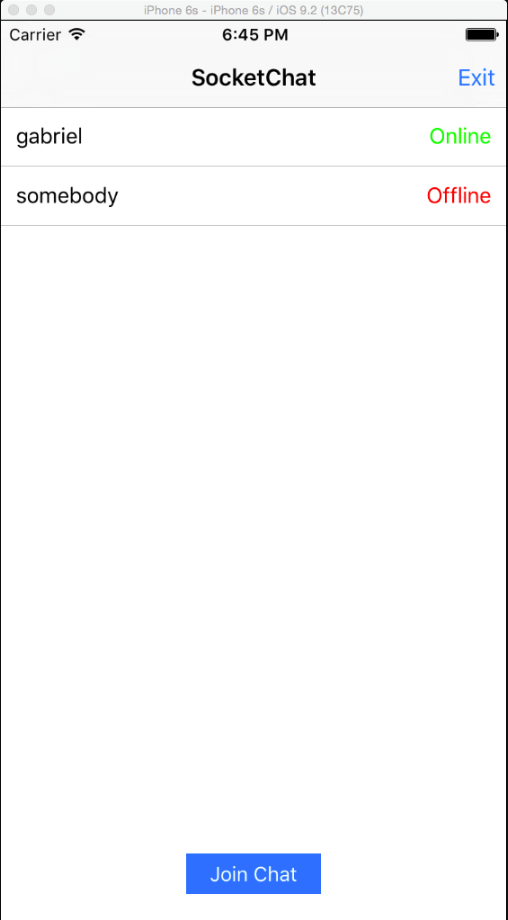 iPhone 6s - iPhone 6s / iOS 9.2 (13C75)
Carrier 6:45 PM
SocketChat Exit
gabriel Online
somebody Offline
Join Chat